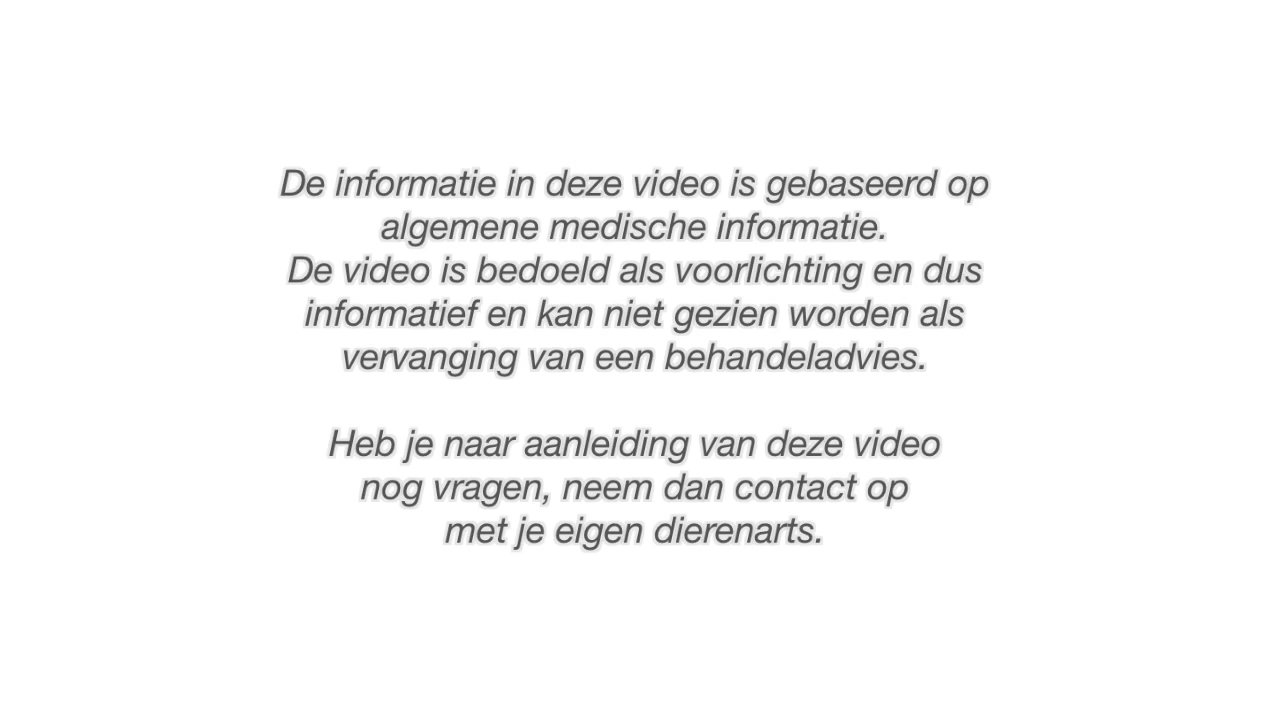 De informatie in deze video is gebaseerd op
algemene medische informatie.
De video is bedoeld als voorlichting en dus
informatief en kan niet gezien worden als
vervanging van een behandeladvies.
Heb je naar aanleiding van deze video
nog vragen, neem dan contact op
met je eigen dierenarts.